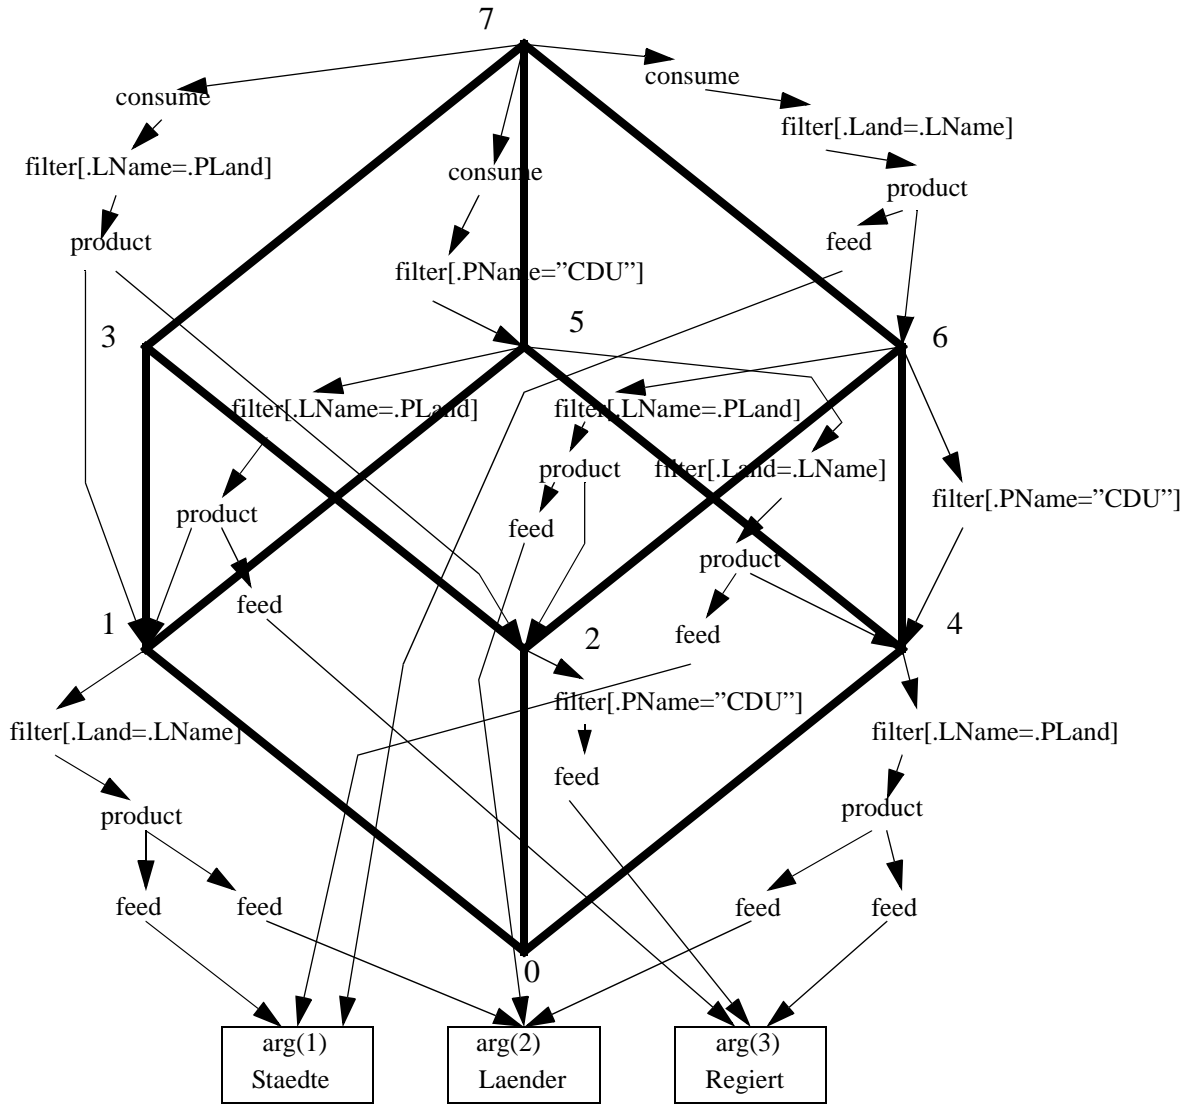 7
consume
consume
filter[.Land=.LName]
filter[.LName=.PLand]
consume
product
product
feed
filter[.PName=”CDU”]
3
5
6
filter[.LName=.PLand]
filter[.LName=.PLand]
product
filter[.Land=.LName]
filter[.PName=”CDU”]
product
feed
product
feed
1
2
4
feed
filter[.PName=”CDU”]
filter[.Land=.LName]
filter[.LName=.PLand]
feed
product
product
feed
feed
feed
feed
0
arg(1)
Staedte
arg(2)
Laender
arg(3)
Regiert